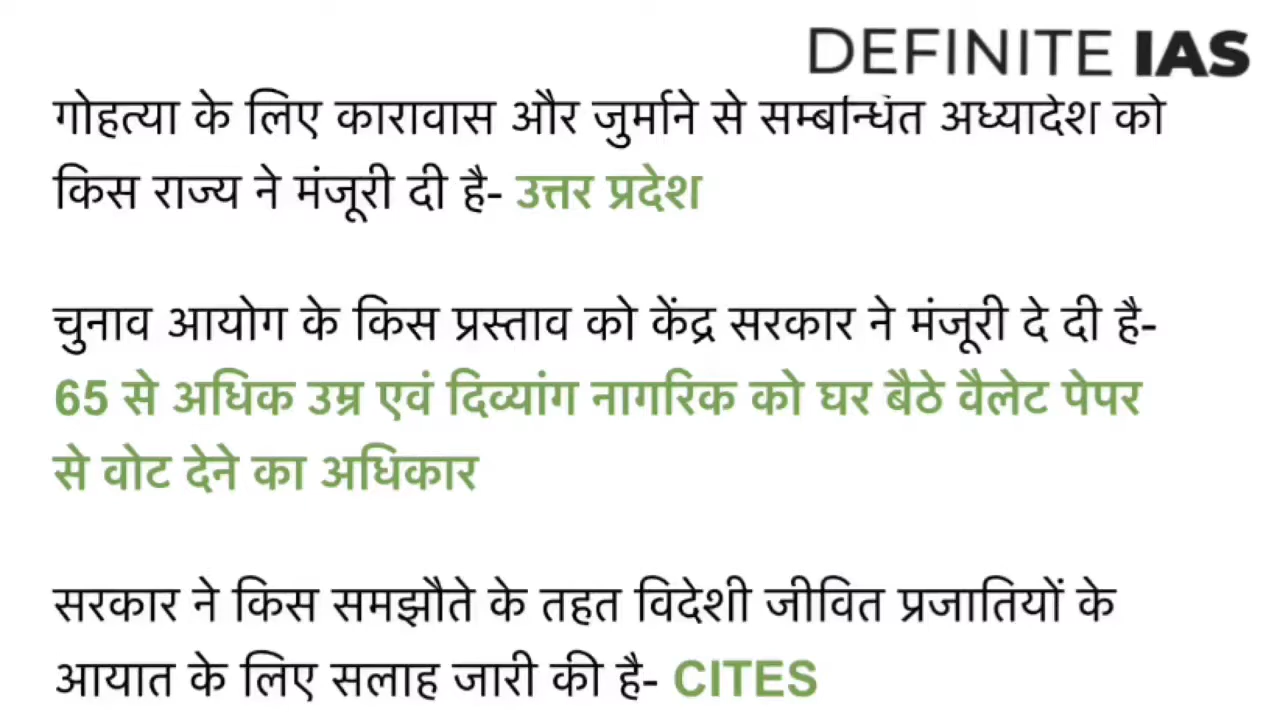 DEFINITE IAS
गोहत्या के लिए कारावास और जुर्माने से सम्बन्धित अध्यादेश को
किस राज्य ने मंजूरी दी है- उत्तर प्रदेश
चुनाव आयोग के किस प्रस्ताव को केंद्र सरकार ने मंजूरी दे दी है-
65 से अधिक उम्र एवं दिव्यांग नागरिक को घर बैठे वैलेट पेपर
से वोट देने का अधिकार
सरकार ने किस समझौते के तहत विदेशी जीवित प्रजातियों के
आयात के लिए सलाह जारी की है- CITES